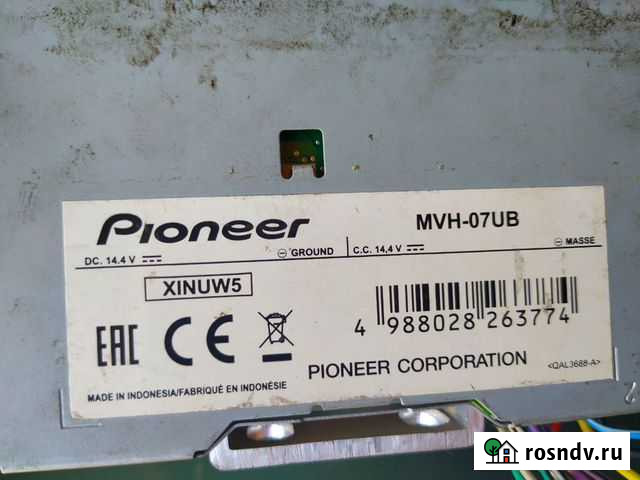 Pioneer MVH-07UB
DC. 14.4 V ⎓ ⊖ GROUND C.C. 14,4 V ⎓ ⊖ MASSE
XINUW5
EAC CE
4 988028 263774
PIONEER CORPORATION <QAL3688-A>
MADE IN INDONESIA/FABRIQUÉ EN INDONÉSIE
rosndv.ru